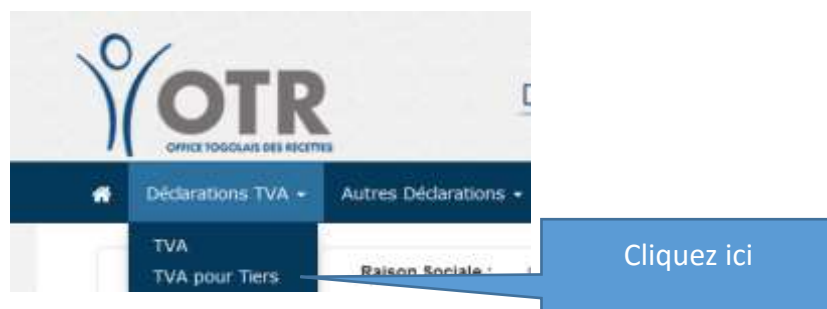 OTR
OFFICE TOGOLAIS DES RECETTES
Déclarations TVA
Autres Déclarations
TVA
TVA pour Tiers
Raison Sociale :
Cliquez ici